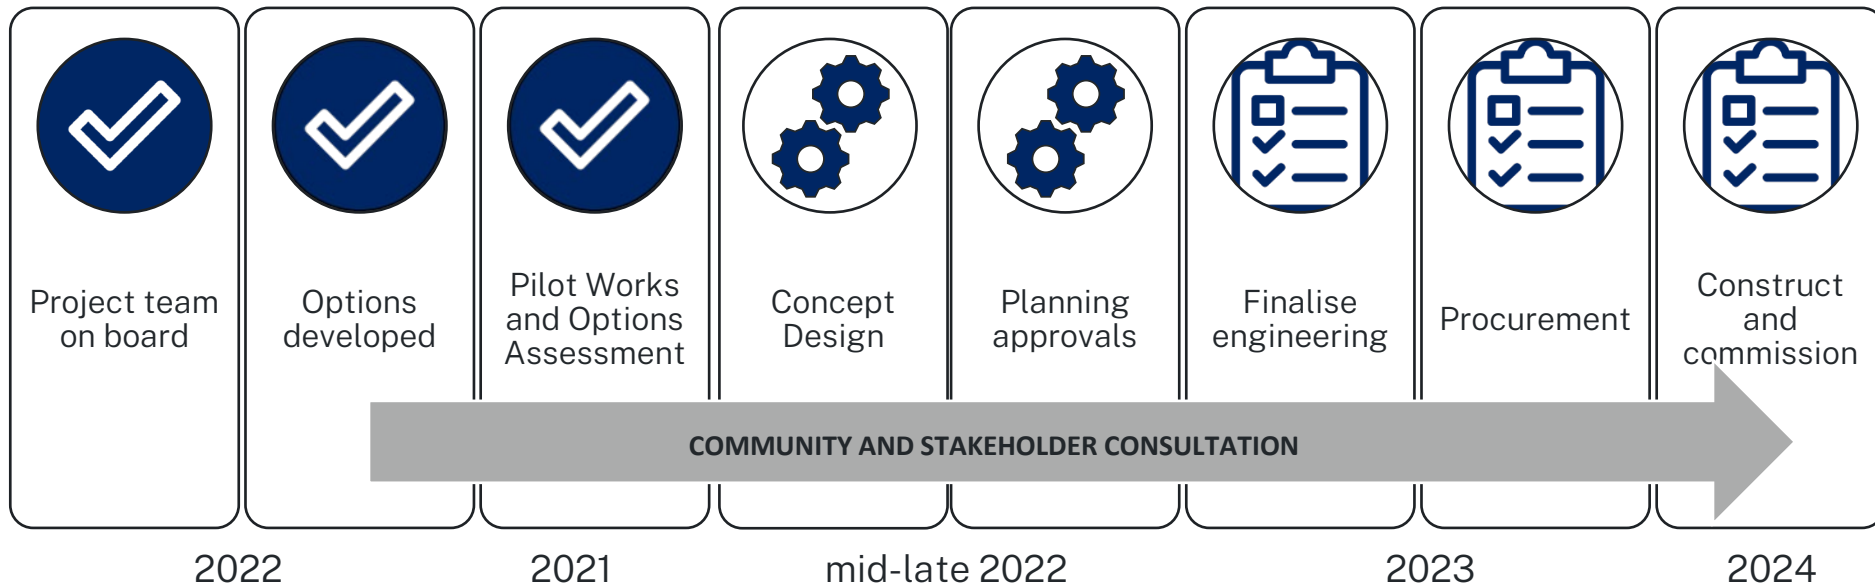 Project team
on board
Options
developed
Pilot Works
and Options
Assessment
Concept
Design
Planning
approvals
Finalise
engineering
Procurement
Construct
and
commission
COMMUNITY AND STAKEHOLDER CONSULTATION
2022
2021
mid-late 2022
2023
2024